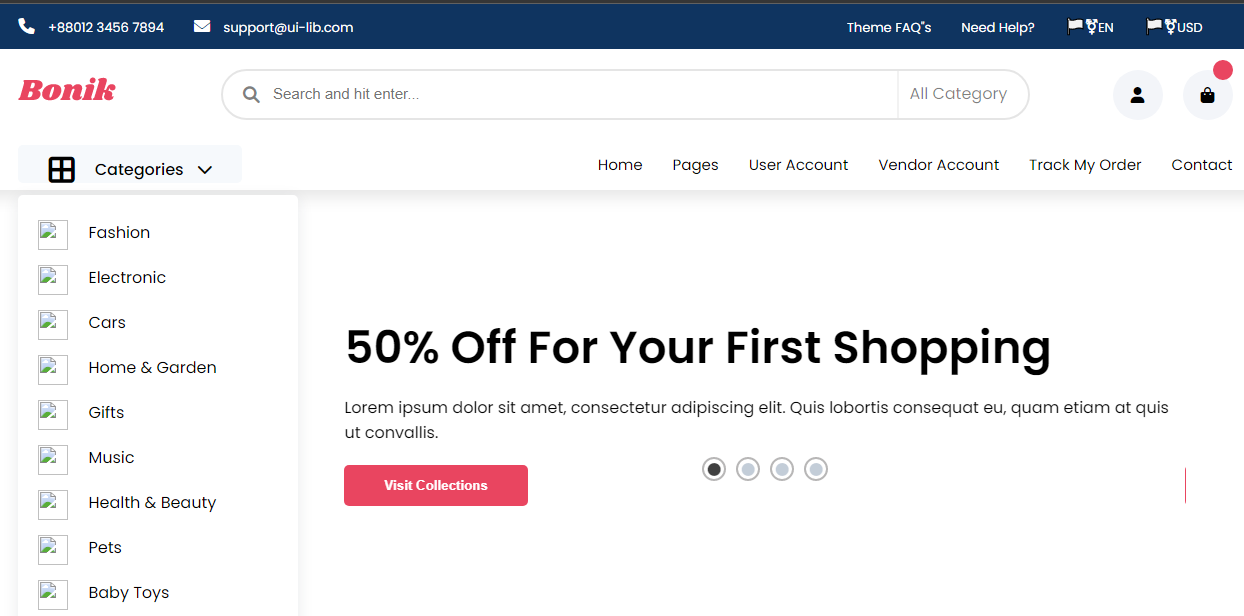 +88012 3456 7894 support@ui-lib.com Theme FAQ"s Need Help? EN USD
Bonik Search and hit enter... All Category
Categories Home Pages User Account Vendor Account Track My Order Contact
Fashion
Electronic
Cars
Home & Garden
Gifts
Music
Health & Beauty
Pets
Baby Toys
50% Off For Your First Shopping
Lorem ipsum dolor sit amet, consectetur adipiscing elit. Quis lobortis consequat eu, quam etiam at quis
ut convallis.
Visit Collections